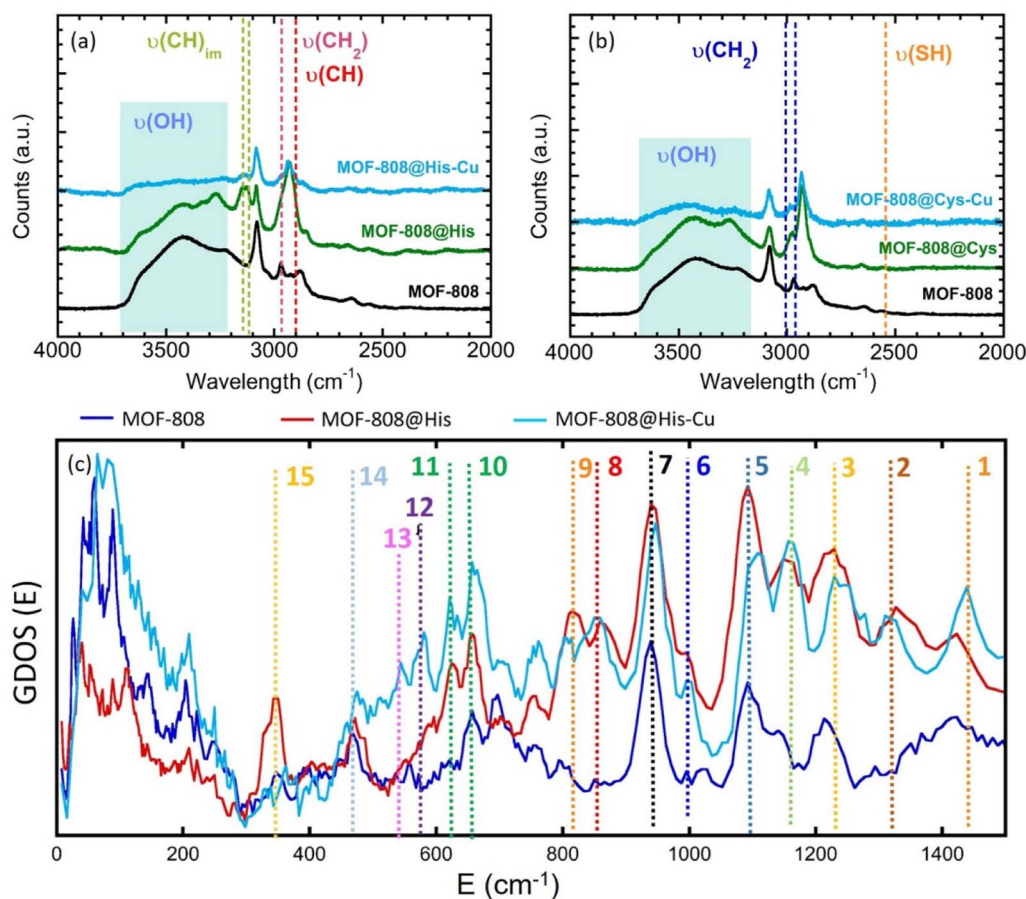 (a)
υ(CH)im
υ(CH2)
υ(CH)
υ(OH)
MOF-808@His-Cu
MOF-808@His
MOF-808
Counts (a.u.)
4000 3500 3000 2500 2000
Wavelength (cm-1)
(b)
υ(CH2)
υ(SH)
υ(OH)
MOF-808@Cys-Cu
MOF-808@Cys
MOF-808
Counts (a.u.)
4000 3500 3000 2500 2000
Wavelength (cm-1)
MOF-808 MOF-808@His MOF-808@His-Cu
(c)
15 14 11 10 9 8 7 6 5 4 3 2 1
12
13
GDOS (E)
0 200 400 600 800 1000 1200 1400
E (cm-1)